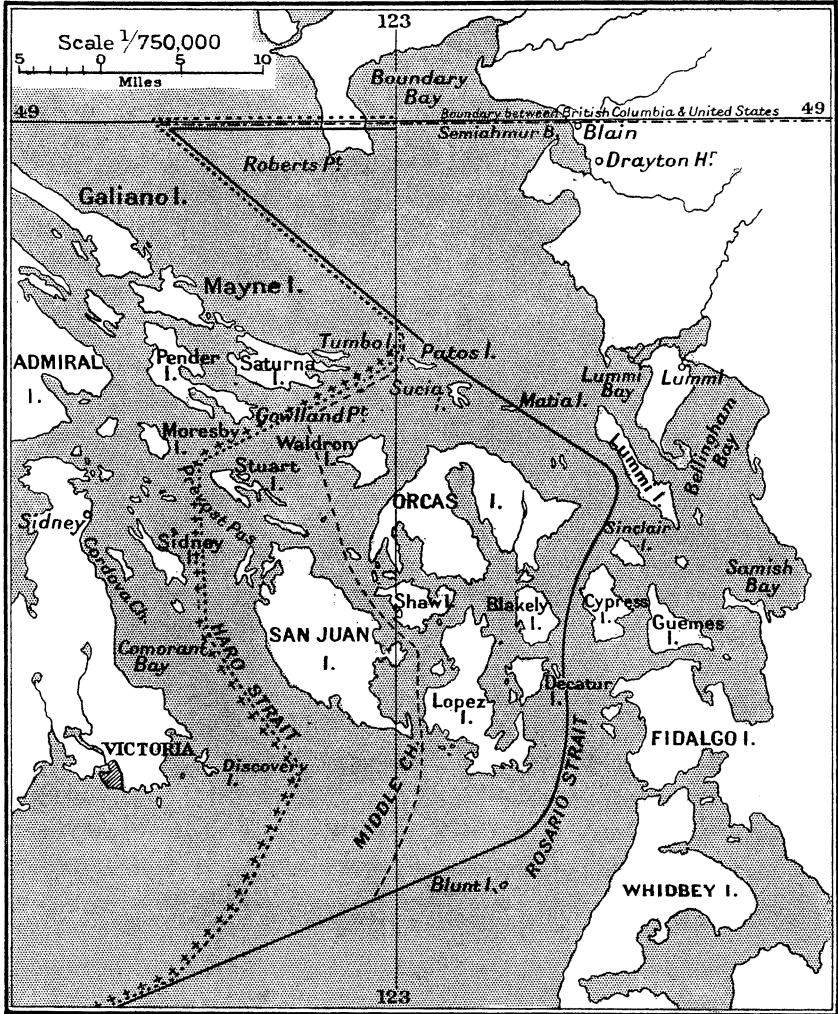 123
Scale 1/750,000
5 0 5 10
Miles
Boundary
Bay
49
Boundary between British Columbia & United States
49
Semiahmur B.
Blain
Roberts Pt.
Drayton Hr.
Galiano I.
Mayne I.
Tumbo I.
Patos I.
ADMIRAL
I.
Pender
I.
Saturna
I.
Sucia
I.
Matia I.
Lummi
Bay
Lummi
Gowlland Pt.
Moresby
I.
Waldron
I.
Bellingham
Bay
Lummi I.
Stuart
I.
Prevost Pas.
ORCAS I.
Sidney
Sidney
Sinclair
I.
Cordova Ch.
Samish
Bay
Shaw I.
Blakely
I.
Cypress
I.
Guemes
I.
SAN JUAN
I.
HARO STRAIT
Comorant
Bay
Decatur
I.
Lopez
I.
VICTORIA
Discovery
I.
FIDALGO I.
MIDDLE CH.
ROSARIO STRAIT
Blunt I.
WHIDBEY I.
123